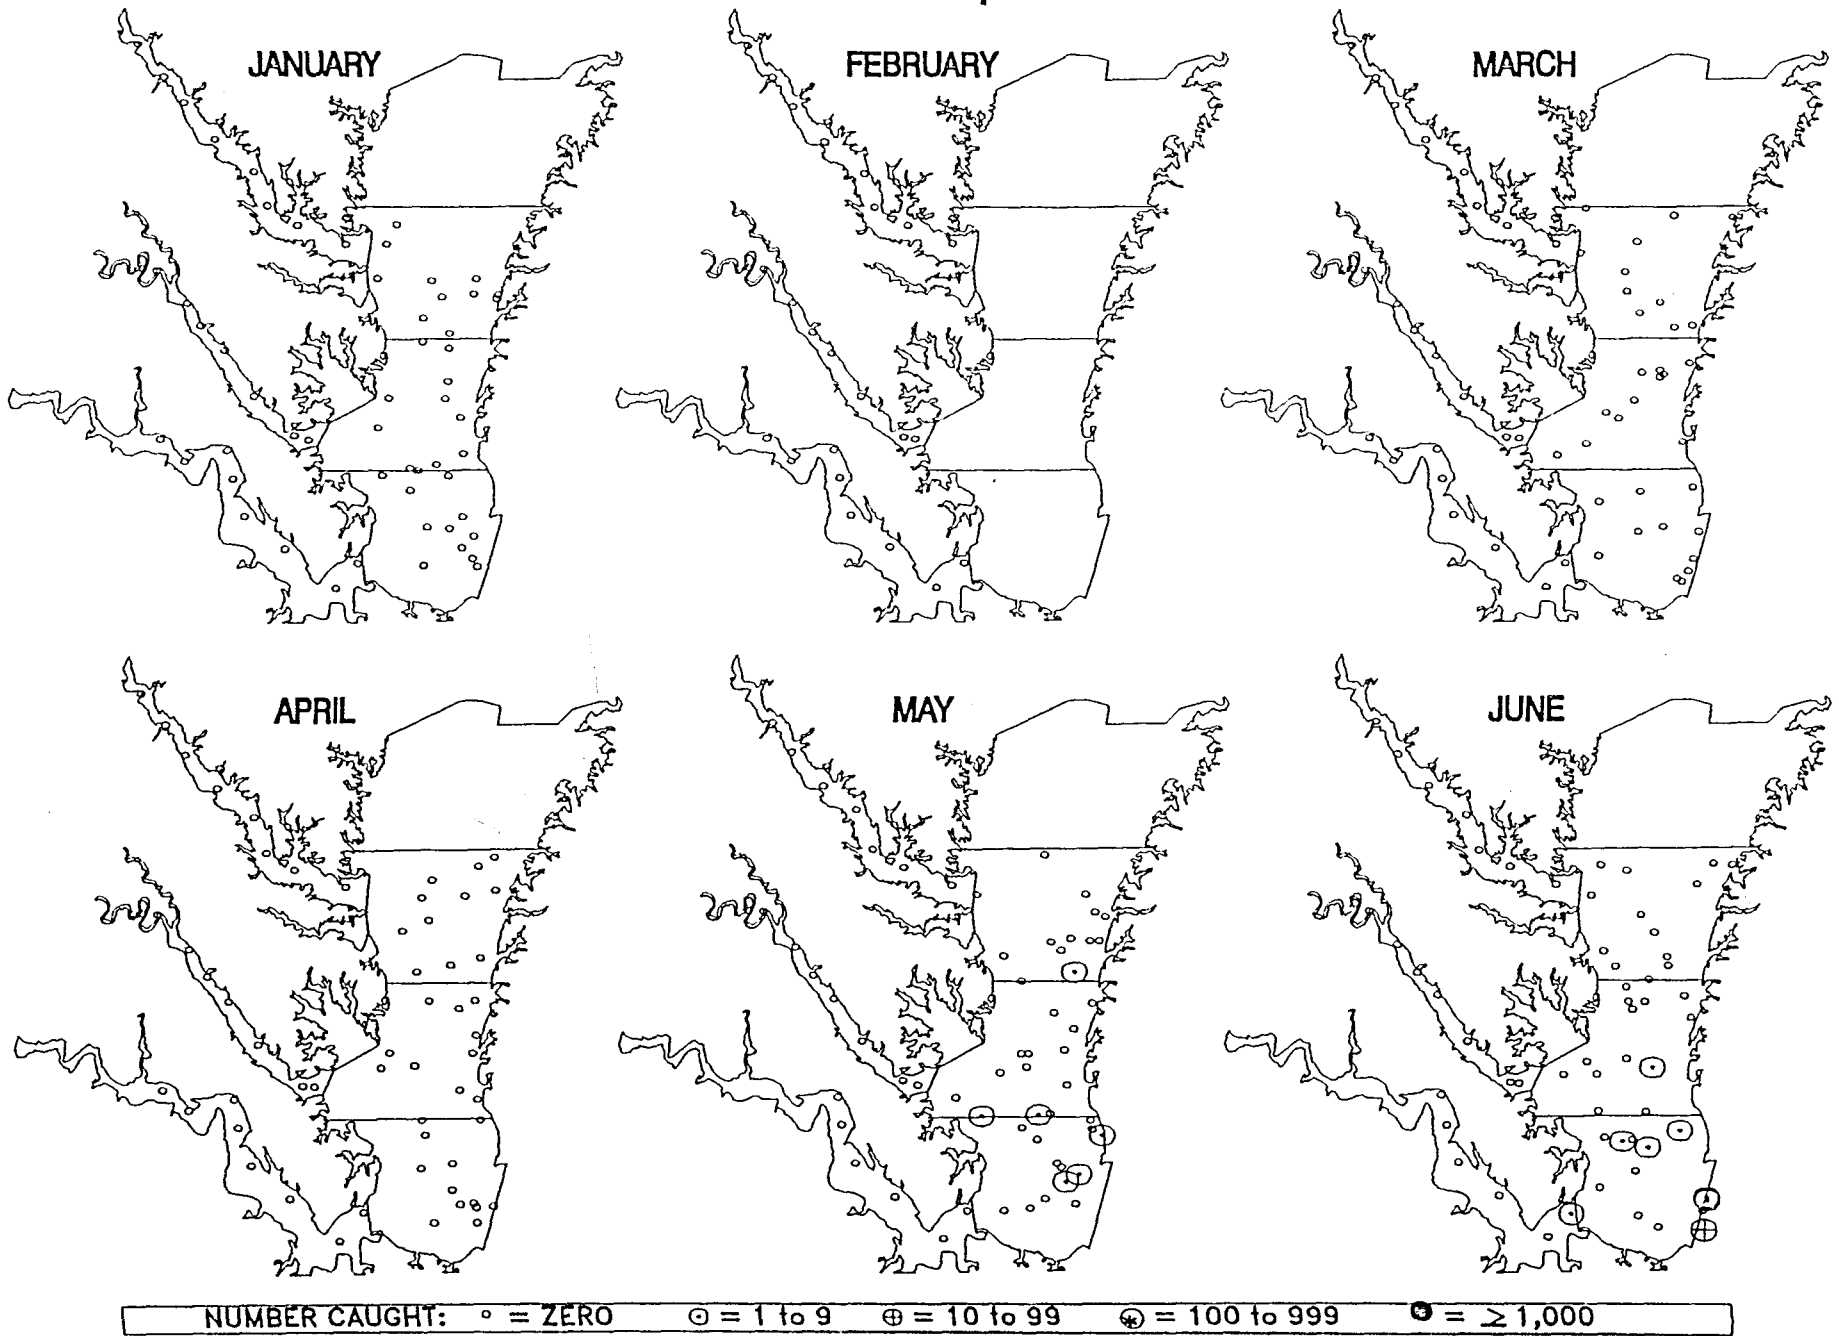 JANUARY FEBRUARY MARCH
APRIL MAY JUNE
NUMBER CAUGHT: ° = ZERO ⊙ = 1 to 9 ⊕ = 10 to 99 ⊛ = 100 to 999 = ≥ 1,000